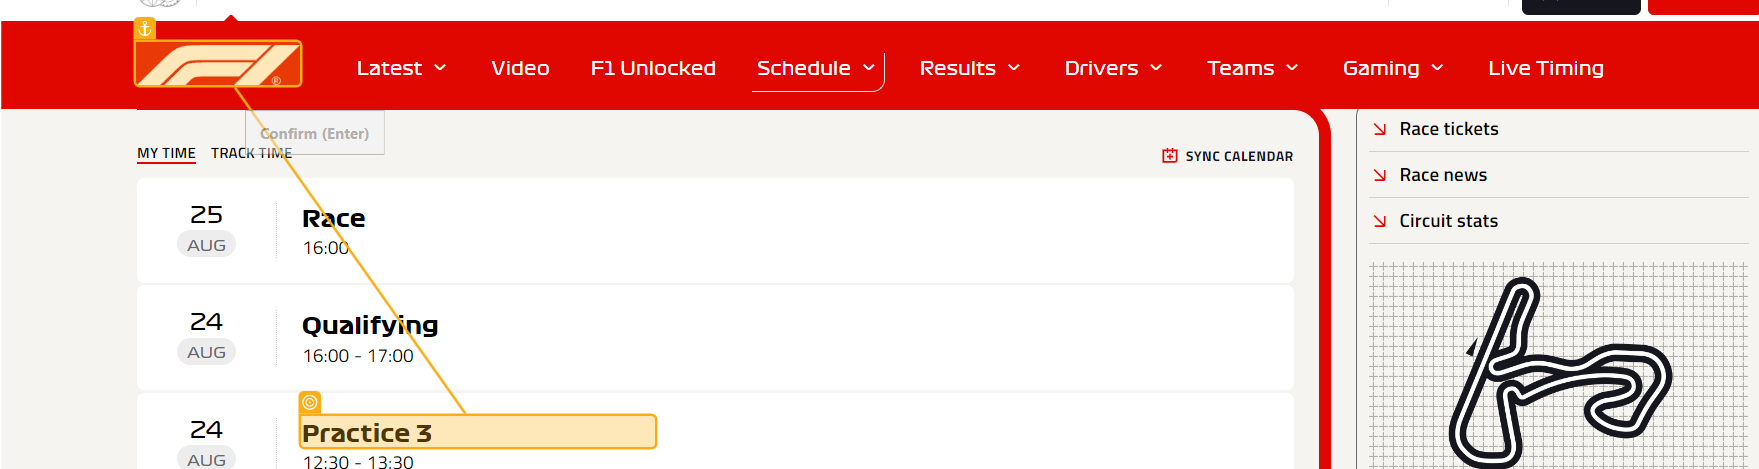 F1®
Latest
Video
F1 Unlocked
Schedule
Results
Drivers
Teams
Gaming
Live Timing
Confirm (Enter)
MY TIME
TRACK TIME
SYNC CALENDAR
25
AUG
Race
16:00
24
AUG
Qualifying
16:00 - 17:00
24
AUG
Practice 3
12:30 - 13:30
Race tickets
Race news
Circuit stats